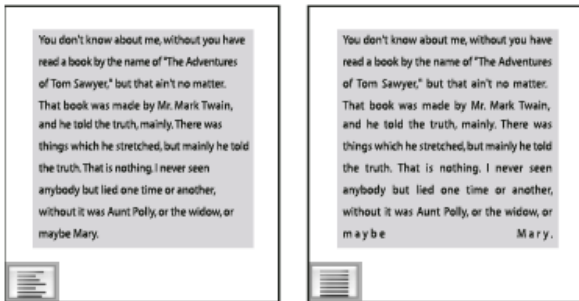 You don't know about me, without you have
read a book by the name of "The Adventures
of Tom Sawyer," but that ain't no matter.
That book was made by Mr. Mark Twain,
and he told the truth, mainly. There was
things which he stretched, but mainly he told
the truth. That is nothing. I never seen
anybody but lied one time or another,
without it was Aunt Polly, or the widow, or
maybe Mary.
You don't know about me, without you have
read a book by the name of "The Adventures
of Tom Sawyer," but that ain't no matter.
That book was made by Mr. Mark Twain,
and he told the truth, mainly. There was
things which he stretched, but mainly he told
the truth. That is nothing. I never seen
anybody but lied one time or another,
without it was Aunt Polly, or the widow, or
maybe Mary.